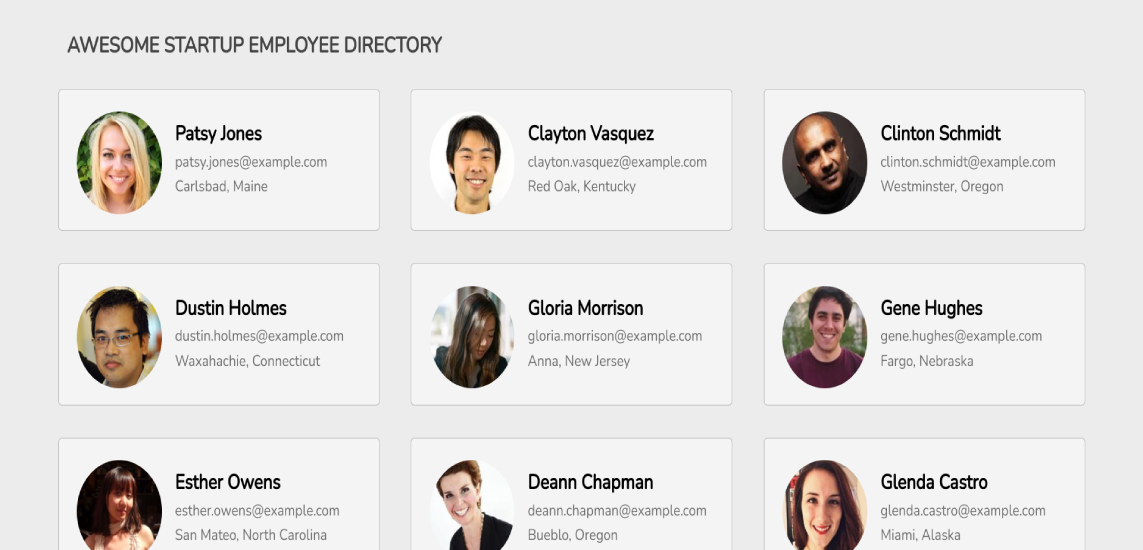 AWESOME STARTUP EMPLOYEE DIRECTORY
Patsy Jones
patsy.jones@example.com
Carlsbad, Maine
Clayton Vasquez
clayton.vasquez@example.com
Red Oak, Kentucky
Clinton Schmidt
clinton.schmidt@example.com
Westminster, Oregon
Dustin Holmes
dustin.holmes@example.com
Waxahachie, Connecticut
Gloria Morrison
gloria.morrison@example.com
Anna, New Jersey
Gene Hughes
gene.hughes@example.com
Fargo, Nebraska
Esther Owens
esther.owens@example.com
San Mateo, North Carolina
Deann Chapman
deann.chapman@example.com
Bueblo, Oregon
Glenda Castro
glenda.castro@example.com
Miami, Alaska